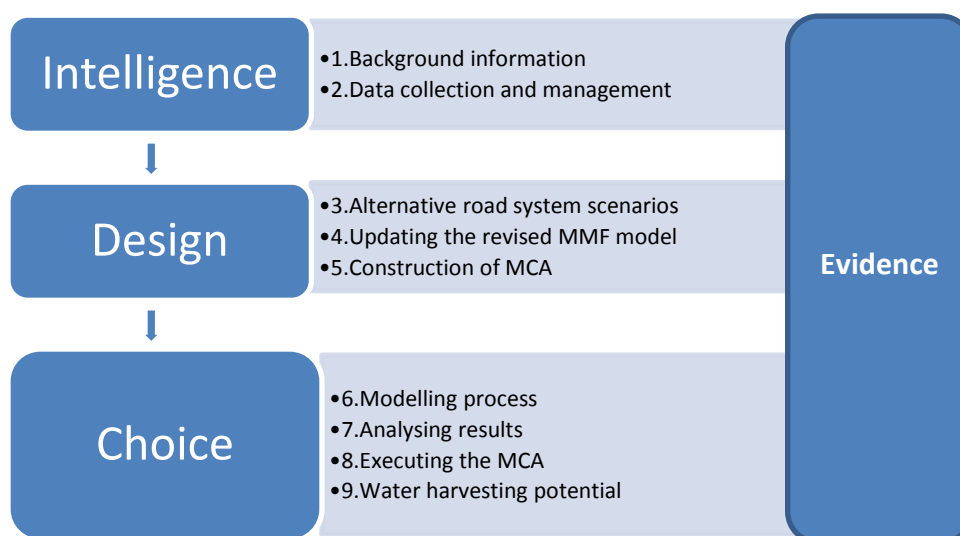 Intelligence
•1.Background information
•2.Data collection and management
Design
•3.Alternative road system scenarios
•4.Updating the revised MMF model
•5.Construction of MCA
Evidence
Choice
•6.Modelling process
•7.Analysing results
•8.Executing the MCA
•9.Water harvesting potential